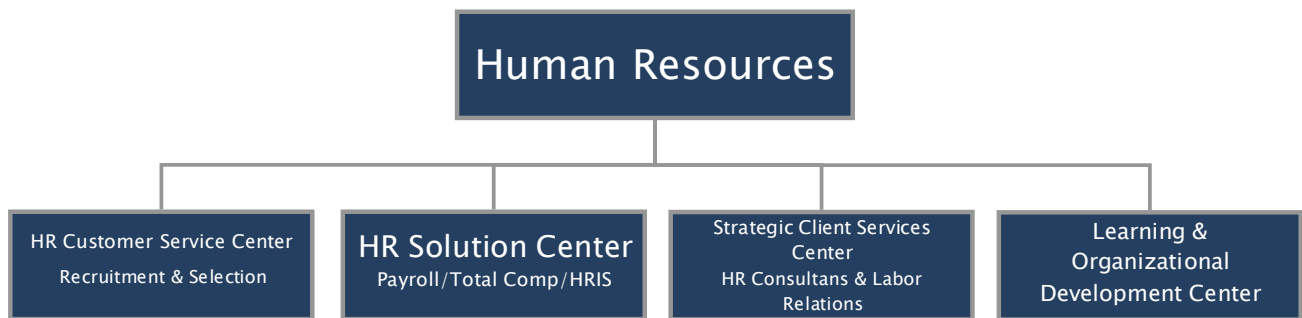 Human Resources
HR Customer Service Center
Recruitment & Selection
HR Solution Center
Payroll/Total Comp/HRIS
Strategic Client Services
Center
HR Consultans & Labor
Relations
Learning &
Organizational
Development Center